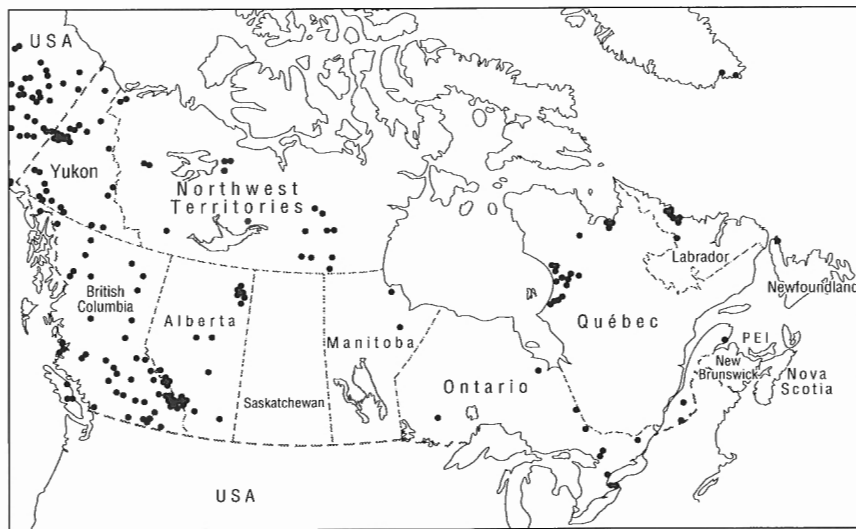 USA
Yukon
Northwest
Territories
British
Columbia
Alberta
Saskatchewan
Manitoba
Ontario
Québec
Labrador
Newfoundland
PEI
New
Brunswick
Nova
Scotia
USA